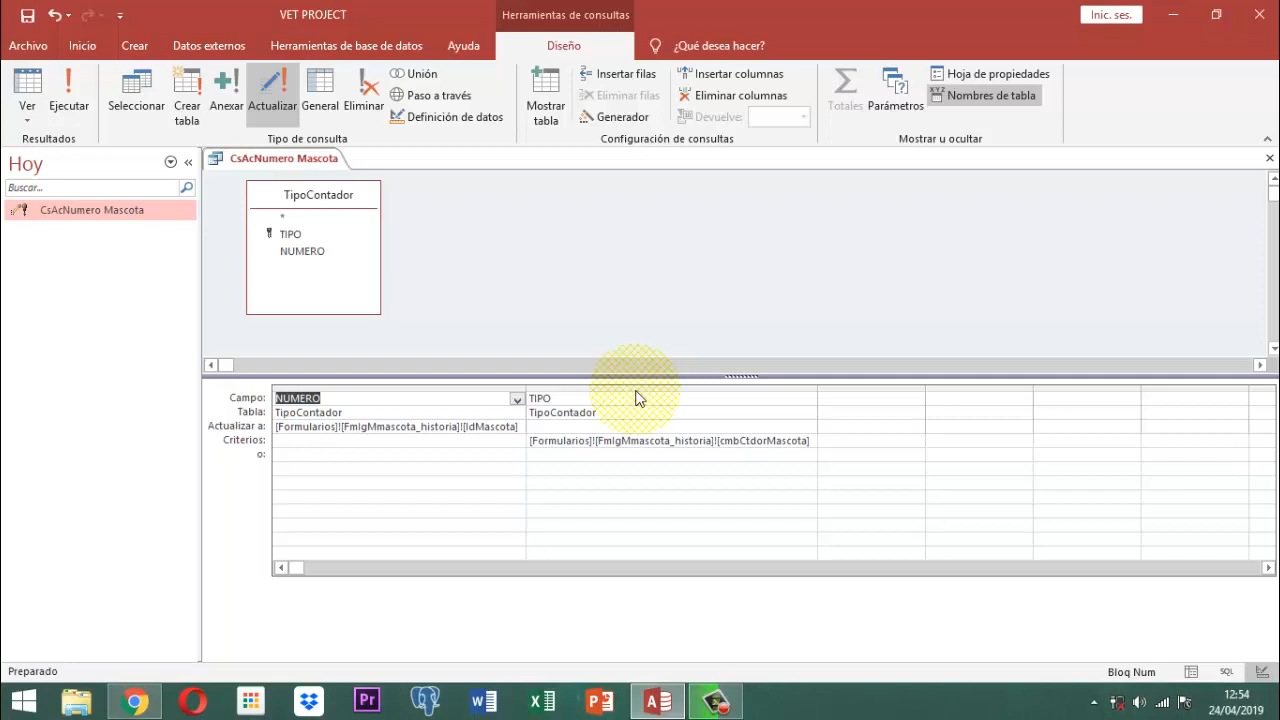 VET PROJECT
Herramientas de consultas
Inic. ses.
Archivo
Inicio
Crear
Datos externos
Herramientas de base de datos
Ayuda
Diseño
¿Qué desea hacer?
Ver
Ejecutar
Seleccionar
Crear tabla
Anexar
Actualizar
General
Eliminar
Unión
Paso a través
Definición de datos
Mostrar tabla
Insertar filas
Eliminar filas
Generador
Insertar columnas
Eliminar columnas
Devuelve:
Totales
Parámetros
Hoja de propiedades
XYZ
Nombres de tabla
Resultados
Tipo de consulta
Configuración de consultas
Mostrar u ocultar
Hoy
Buscar...
CsAcNumero Mascota
CsAcNumero Mascota
TipoContador
*
TIPO
NUMERO
Campo: NUMERO TIPO
Tabla: TipoContador TipoContador
Actualizar a: [Formularios]![FmIgMmascota_historia]![IdMascota]
Criterios: [Formularios]![FmIgMmascota_historia]![cmbCtdorMascota]
o:
Preparado
Bloq Num
SQL
Pr
12:54
24/04/2019